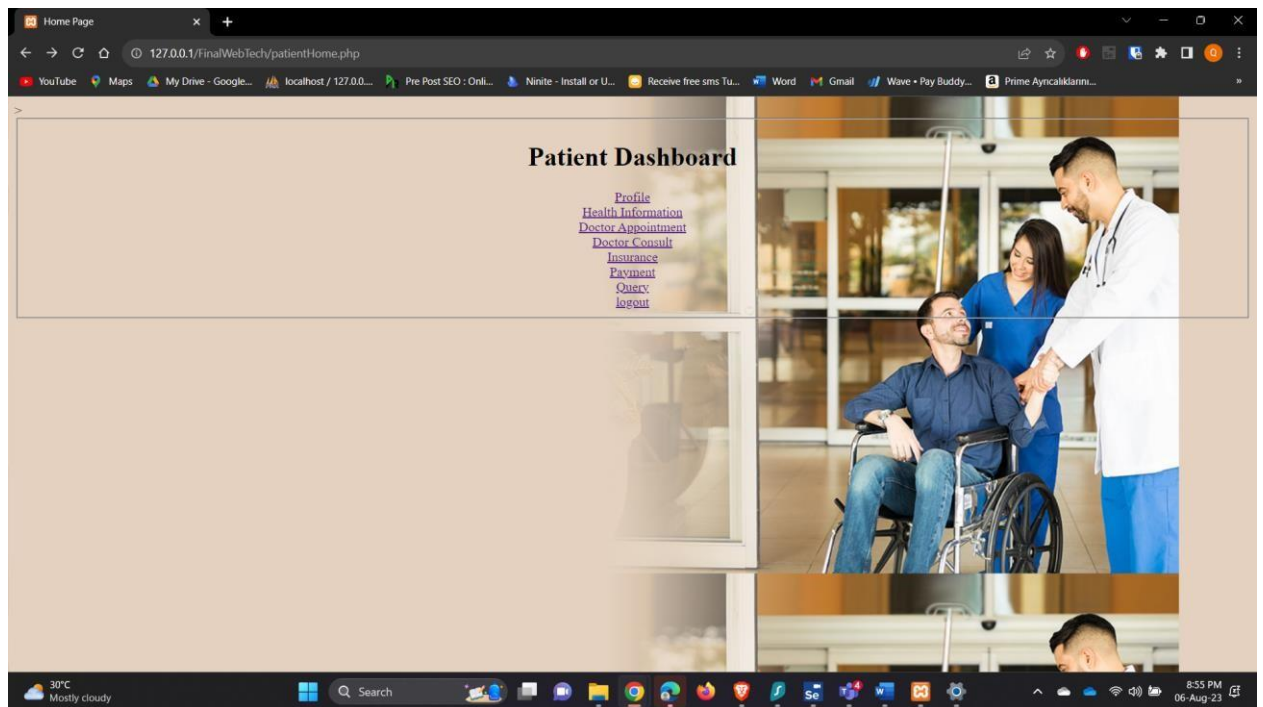 Home Page
127.0.0.1/FinalWebTech/patientHome.php
YouTube Maps My Drive - Google... localhost / 127.0.0.... Pre Post SEO : Onli... Ninite - Install or U... Receive free sms Tu... Word Gmail Wave • Pay Buddy... Prime Ayrıcalıklarını... »
>
Patient Dashboard
Profile
Health Information
Doctor Appointment
Doctor Consult
Insurance
Payment
Query
logout
30°C
Mostly cloudy
Search
Se
4
8:55 PM
06-Aug-23